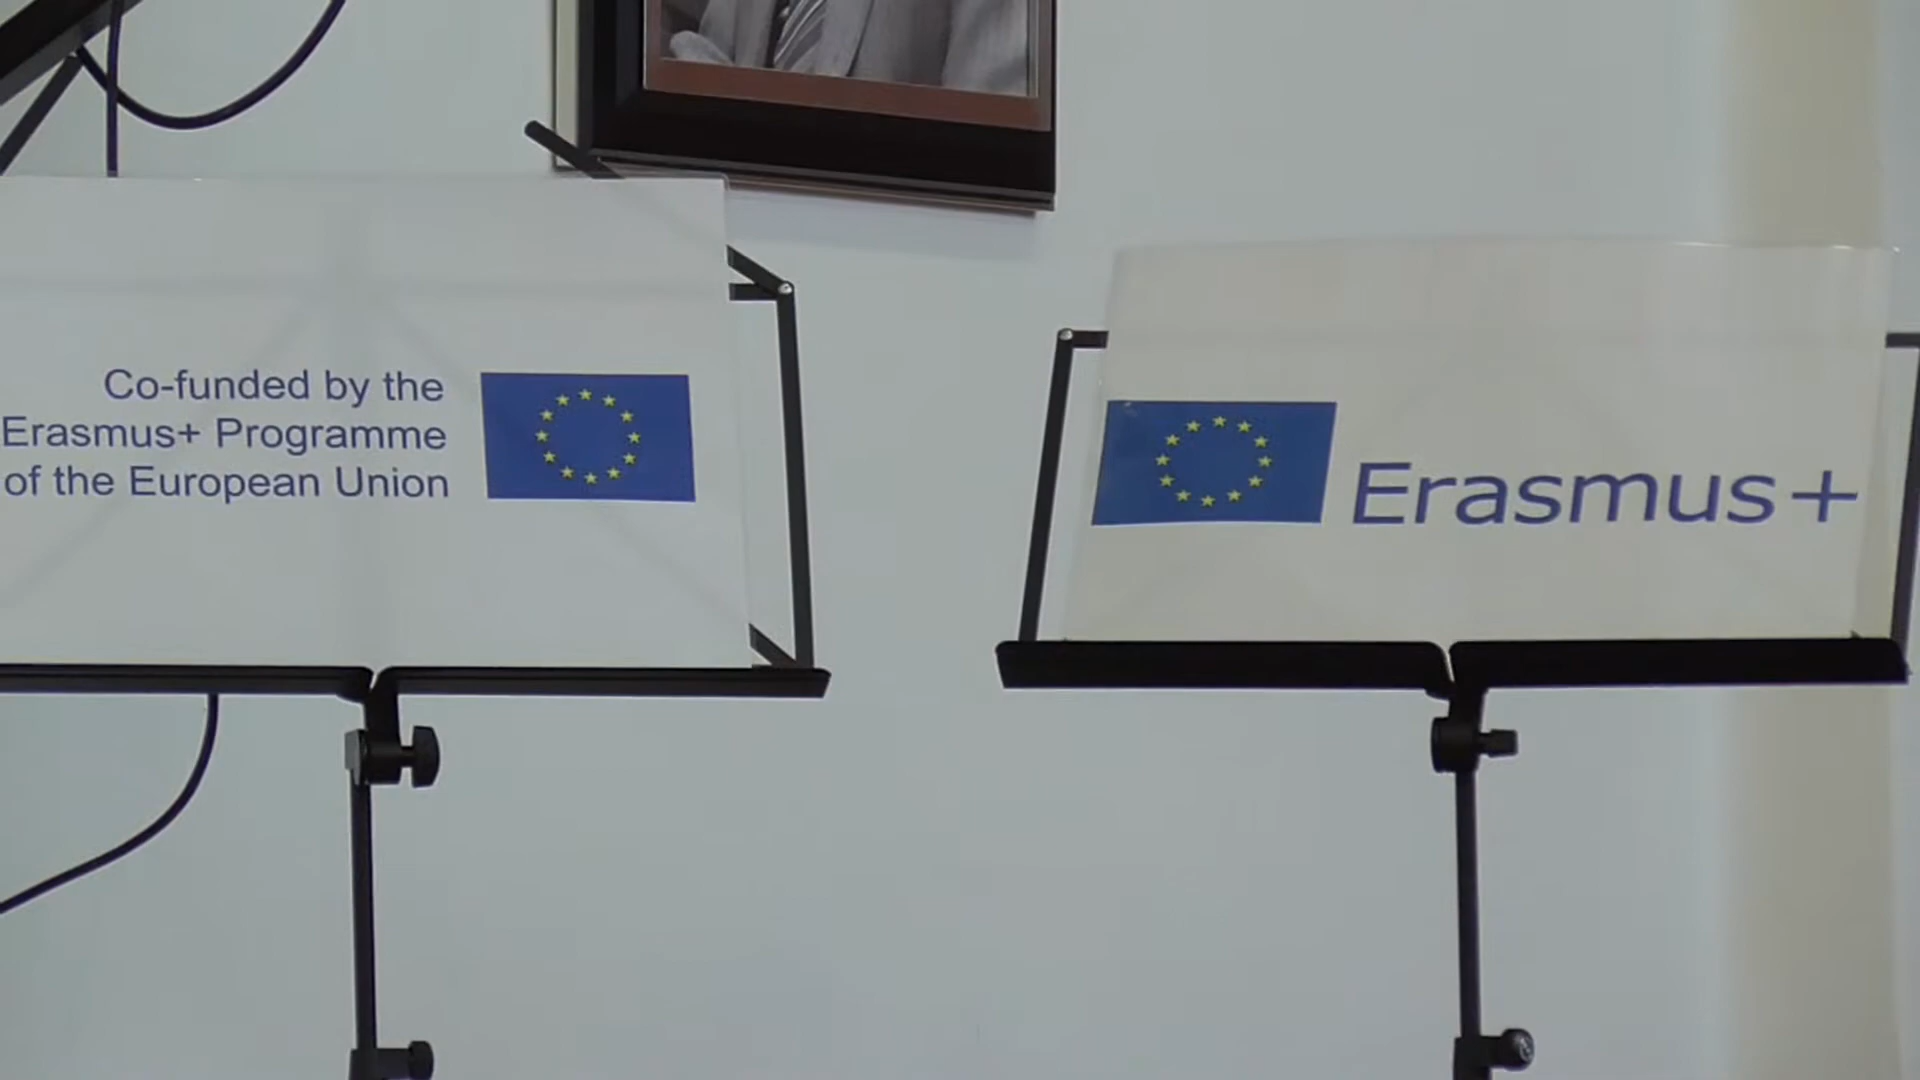 Co-funded by the
Erasmus+ Programme
of the European Union
Erasmus+